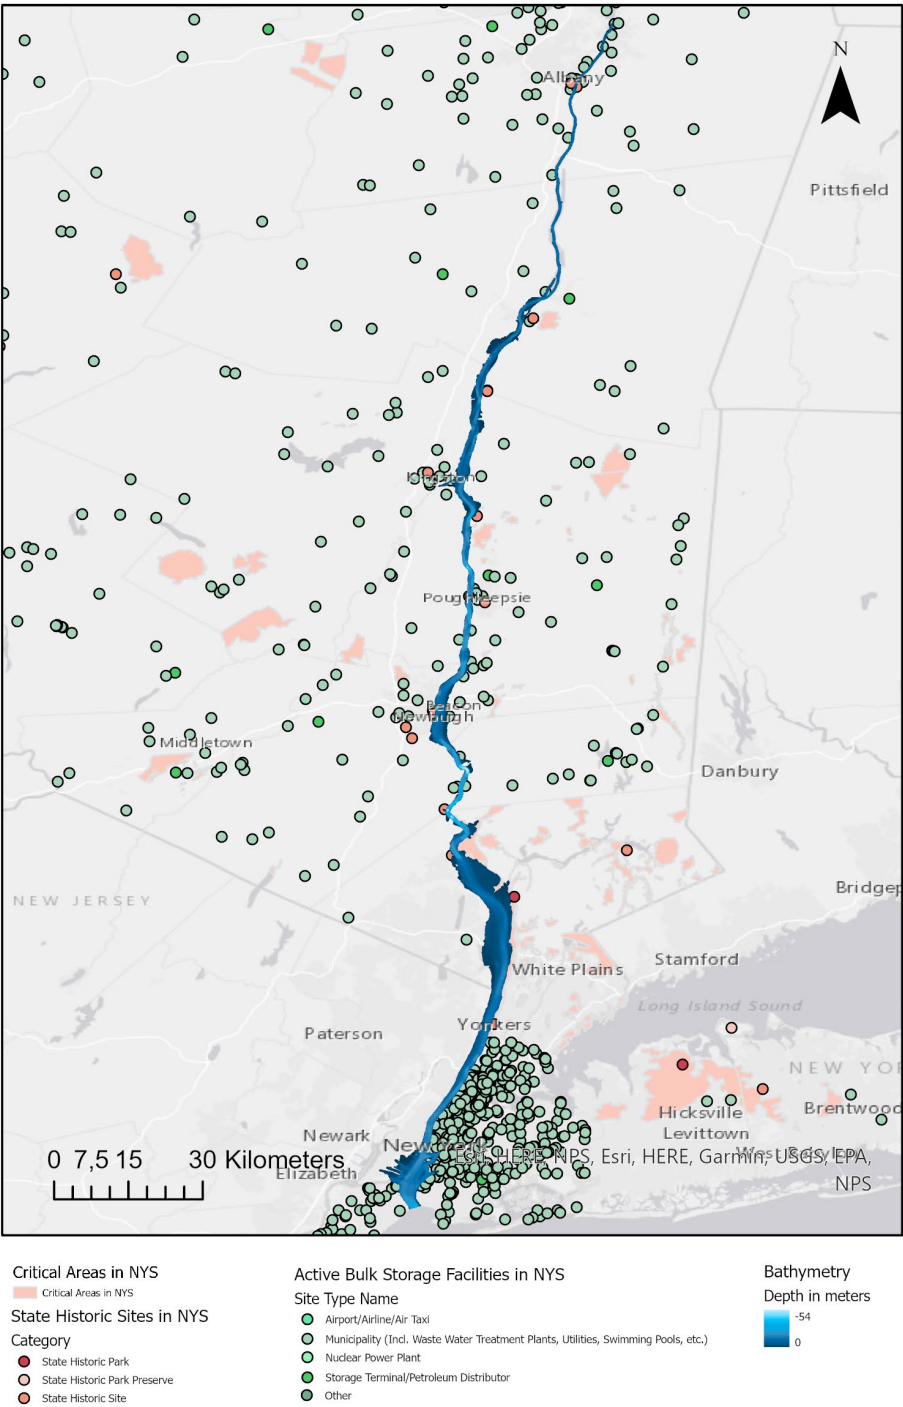 N
Albany
Pittsfield
Kingston
Poughkeepsie
Beacon
Newburgh
Middletown
Danbury
NEW JERSEY
Bridgep
Stamford
White Plains
Long Island Sound
Yonkers
Paterson
NEW YOR
Hicksville
Brentwood
Levittown
Newark
New York
0 7,5 15 30 Kilometers
Elizabeth
Esri, HERE, NPS, Esri, HERE, Garmin, USGS, EPA,
NPS
Critical Areas in NYS
Critical Areas in NYS
State Historic Sites in NYS
Category
State Historic Park
State Historic Park Preserve
State Historic Site
Active Bulk Storage Facilities in NYS
Site Type Name
Airport/Airline/Air Taxi
Municipality (Incl. Waste Water Treatment Plants, Utilities, Swimming Pools, etc.)
Nuclear Power Plant
Storage Terminal/Petroleum Distributor
Other
Bathymetry
Depth in meters
-54
0